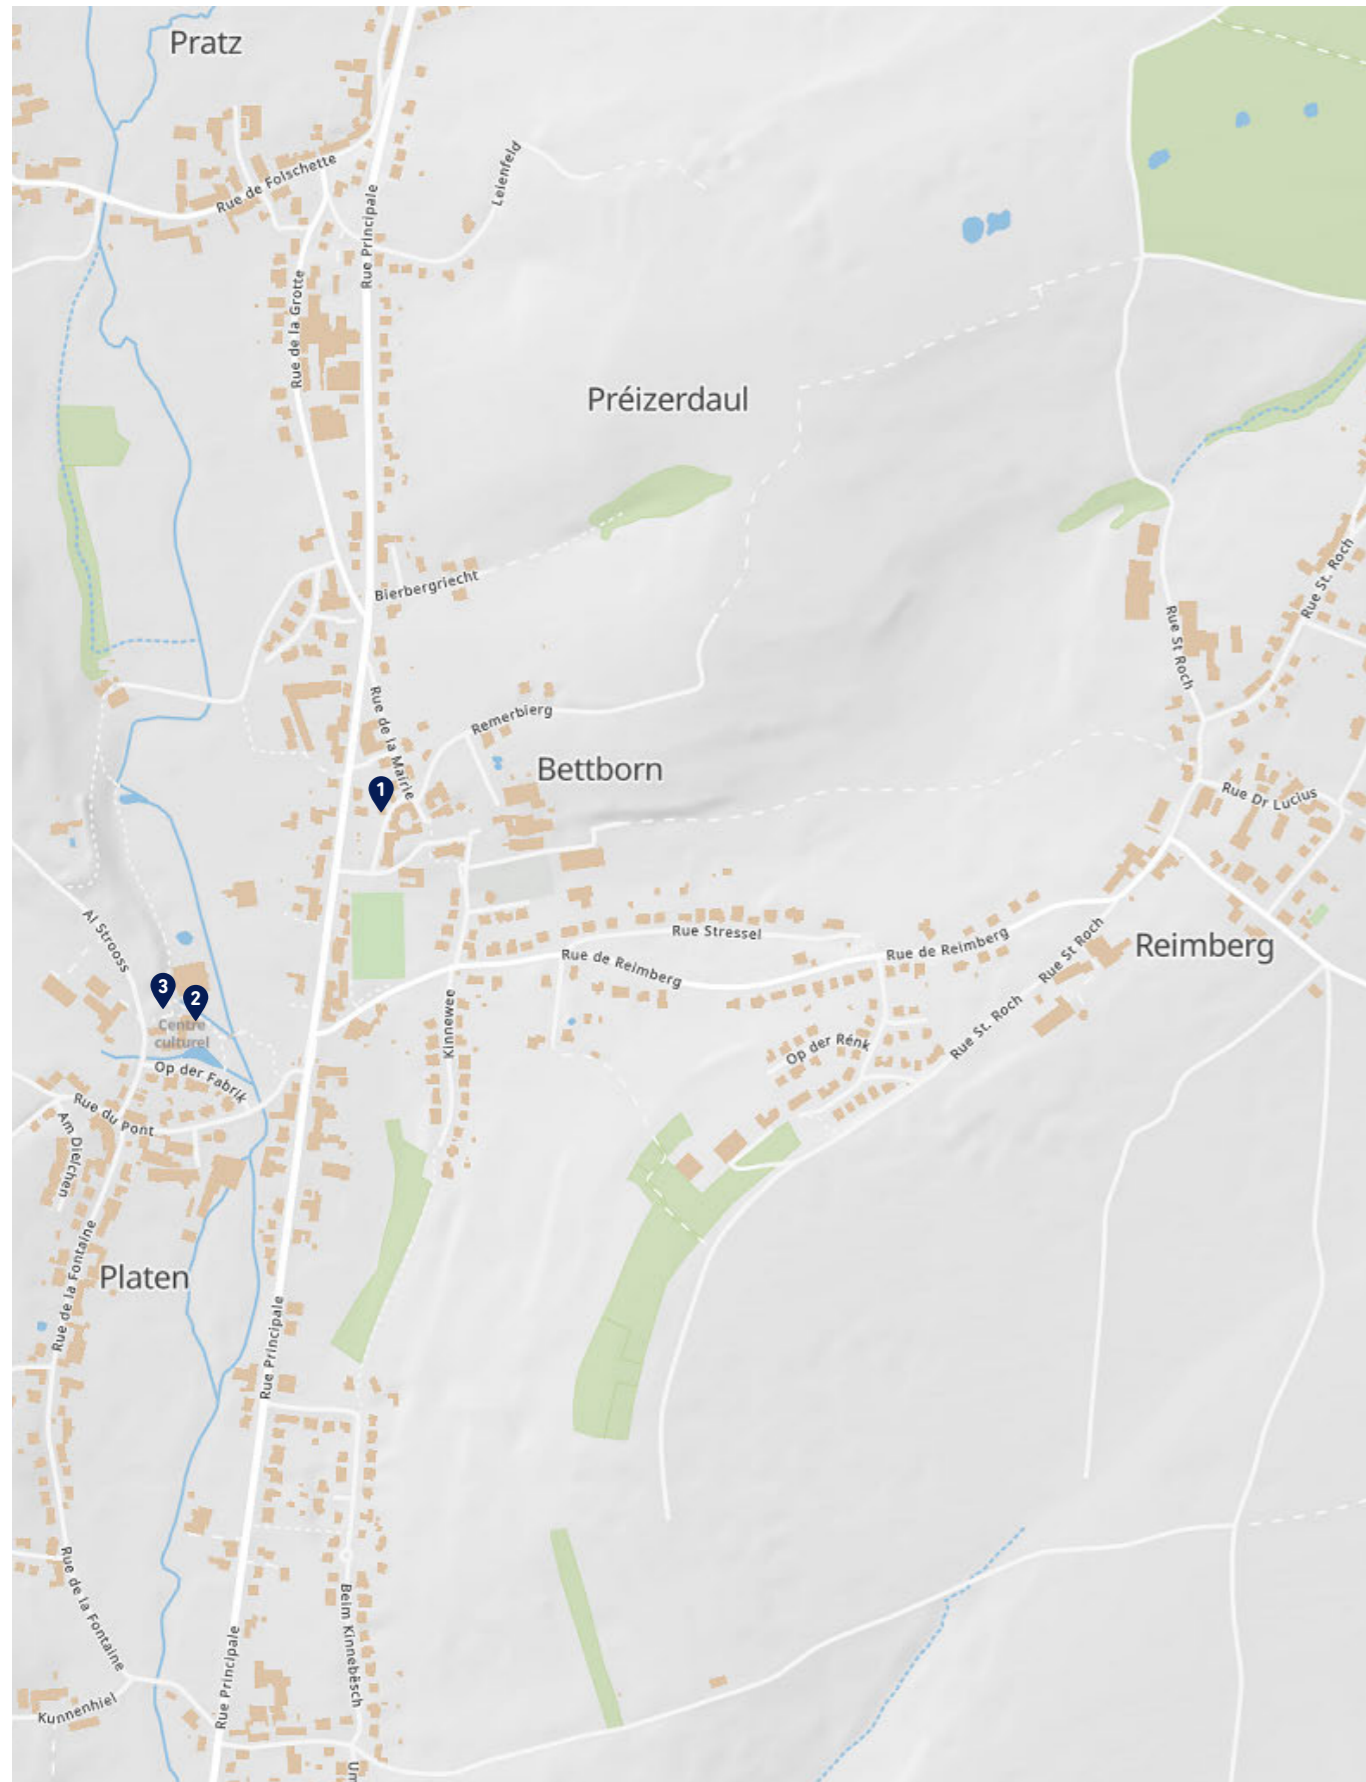 Pratz
Rue de Folschette
Leienfeld
Rue Principale
Rue de la Grotte
Préizerdaul
Bierbergriecht
Rue St. Roch
Rue St Roch
Rue de la Mairie
Remerbierg
Bettborn
1
Rue Dr Lucius
Al Strooss
Rue Stressel
Rue de Reimberg
Rue de Reimberg
Rue St Roch
Reimberg
3
2
Centre
culturel
Kinnewee
Rue St. Roch
Op der Rénk
Op der Fabrik
Rue du Pont
Am Dielchen
Rue de la Fontaine
Platen
Rue Principale
Rue de la Fontaine
Beim Kinnebësch
Rue Principale
Kunnenhiel
Um